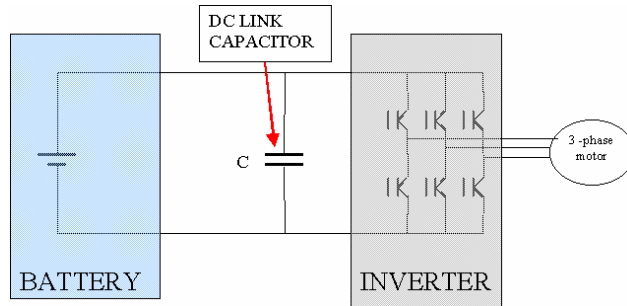 DC LINK
CAPACITOR
C
3 -phase
motor
BATTERY
INVERTER